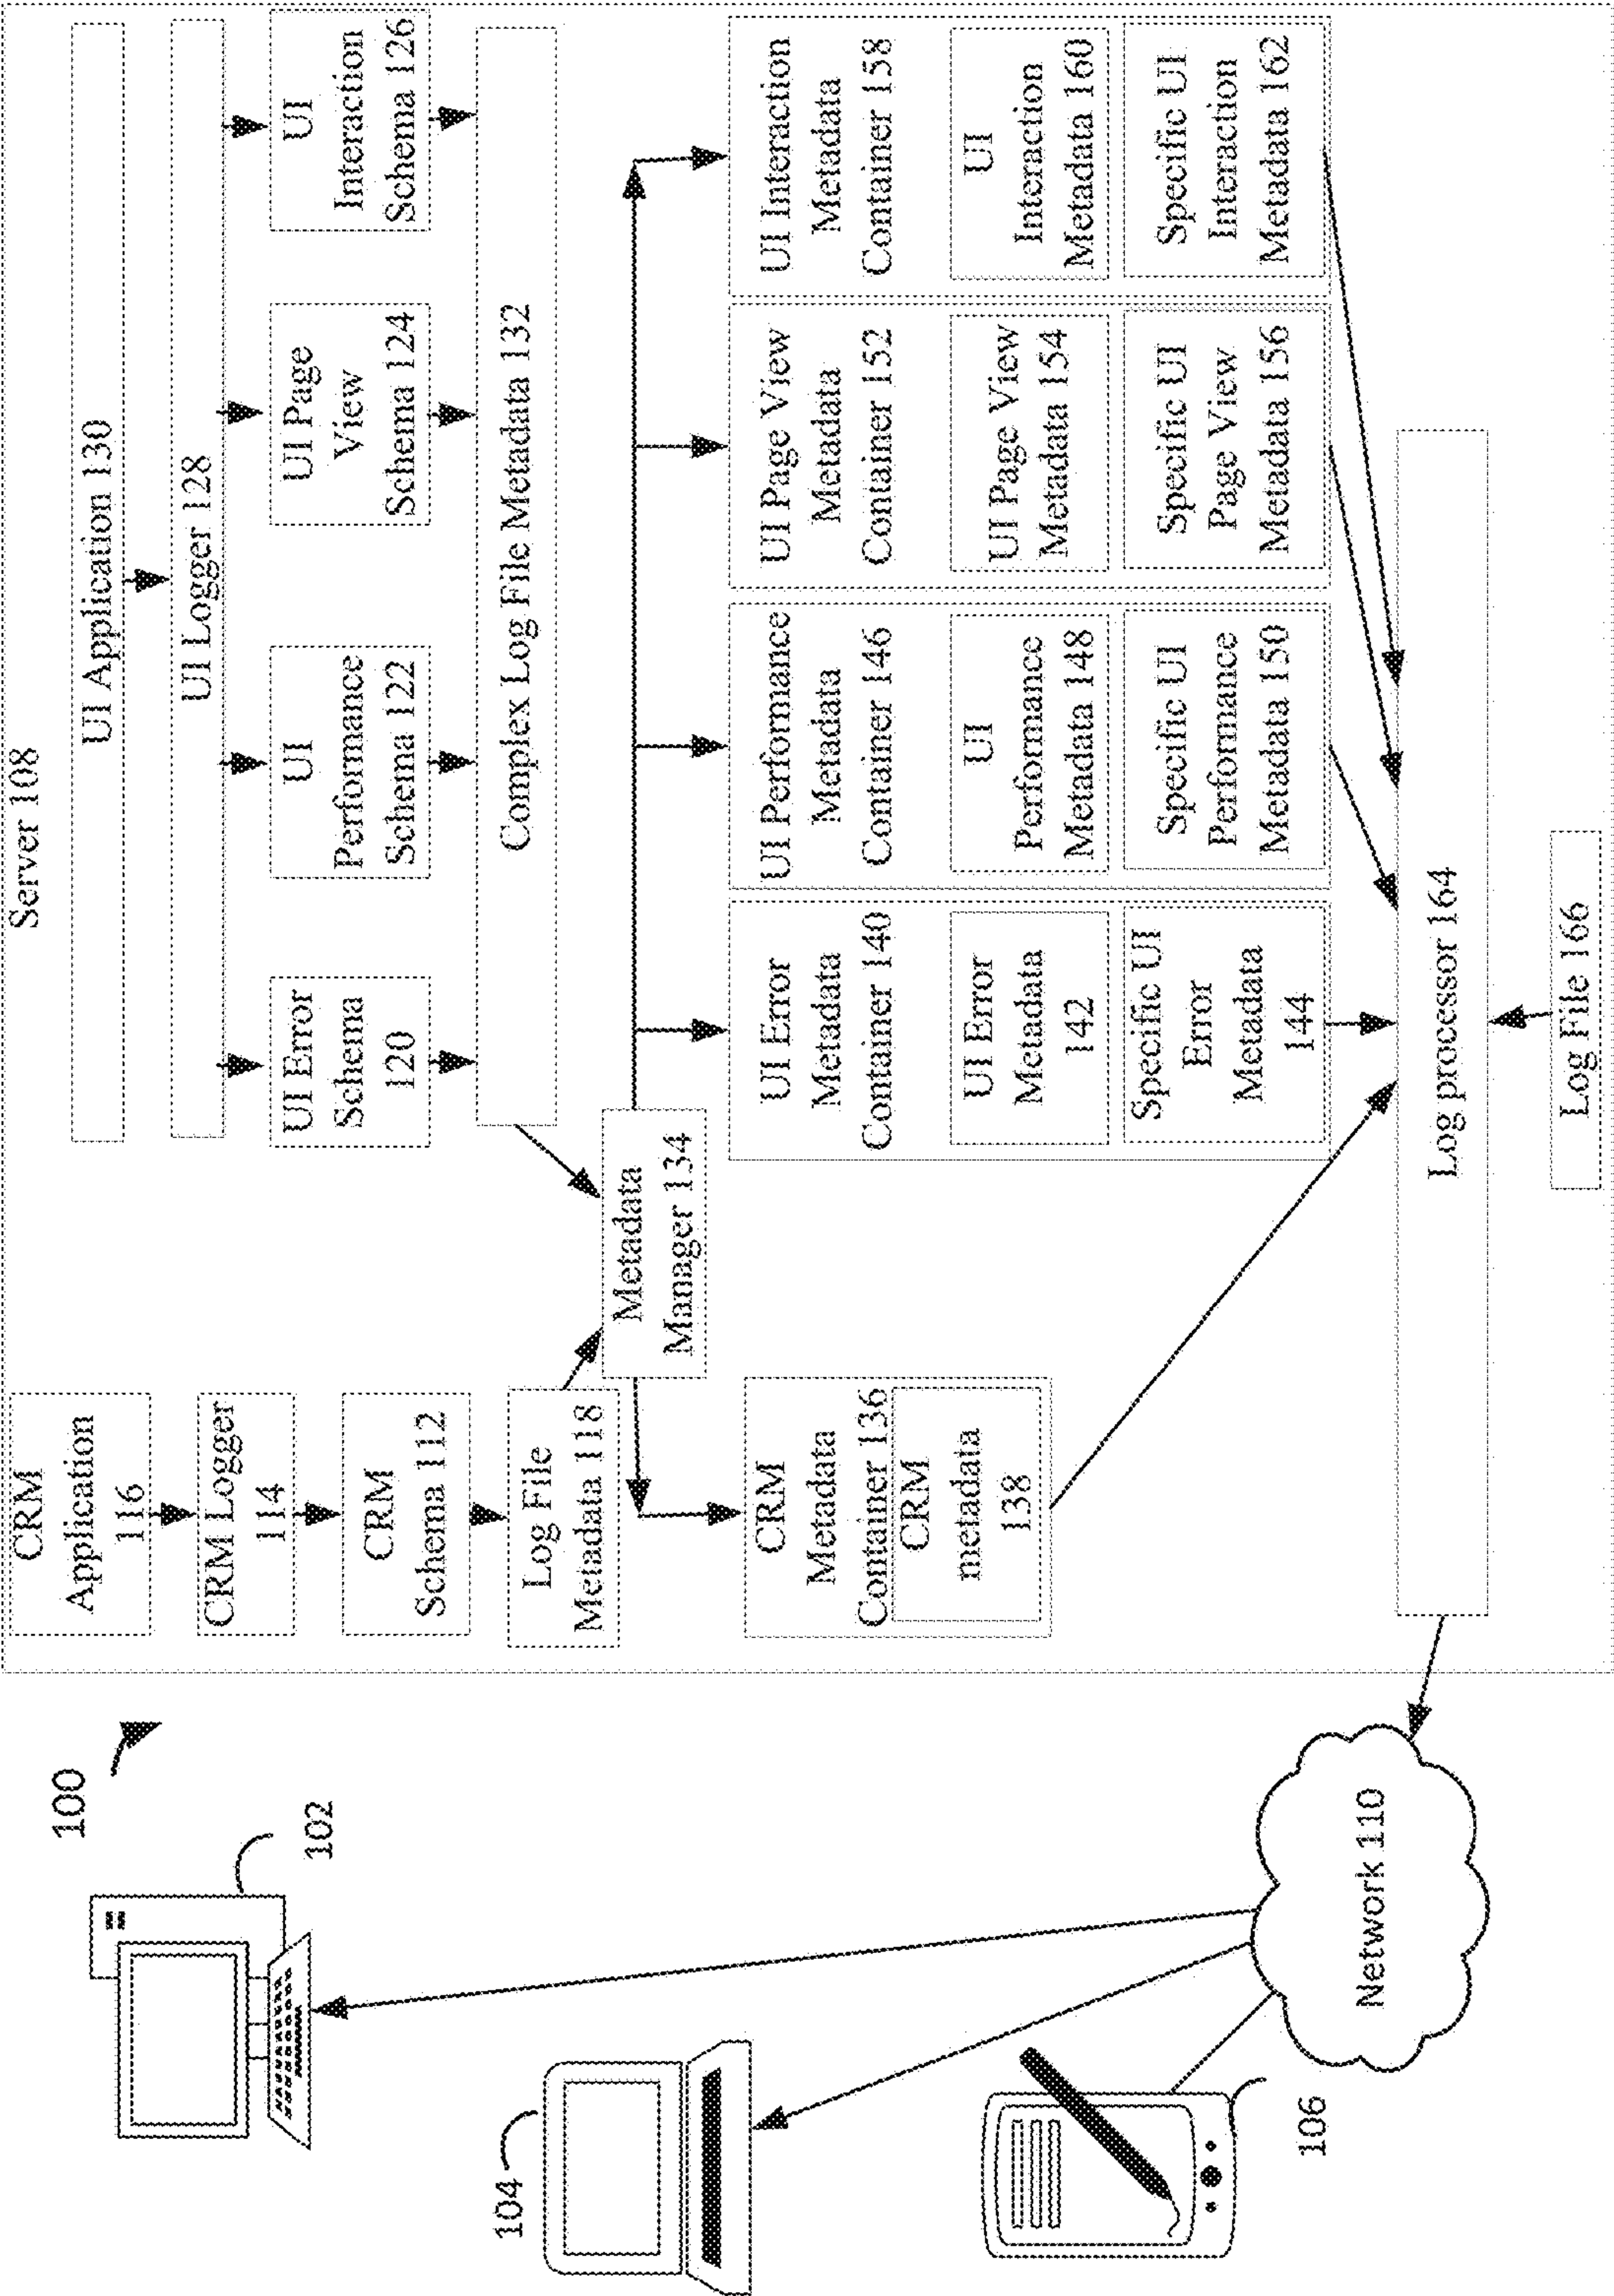 100
102
104
106
Network 110
Server 108
CRM
Application
116
CRM Logger
114
CRM
Schema 112
Log File
Metadata 118
UI Application 130
UI Logger 128
UI Error
Schema
120
UI
Performance
Schema 122
UI Page
View
Schema 124
UI
Interaction
Schema 126
Complex Log File Metadata 132
Metadata
Manager 134
CRM
Metadata
Container 136
CRM
metadata
138
UI Error
Metadata
Container 140
UI Error
Metadata
142
Specific UI
Error
Metadata
144
UI Performance
Metadata
Container 146
UI
Performance
Metadata 148
Specific UI
Performance
Metadata 150
UI Page View
Metadata
Container 152
UI Page View
Metadata 154
Specific UI
Page View
Metadata 156
UI Interaction
Metadata
Container 158
UI
Interaction
Metadata 160
Specific UI
Interaction
Metadata 162
Log processor 164
Log File 166